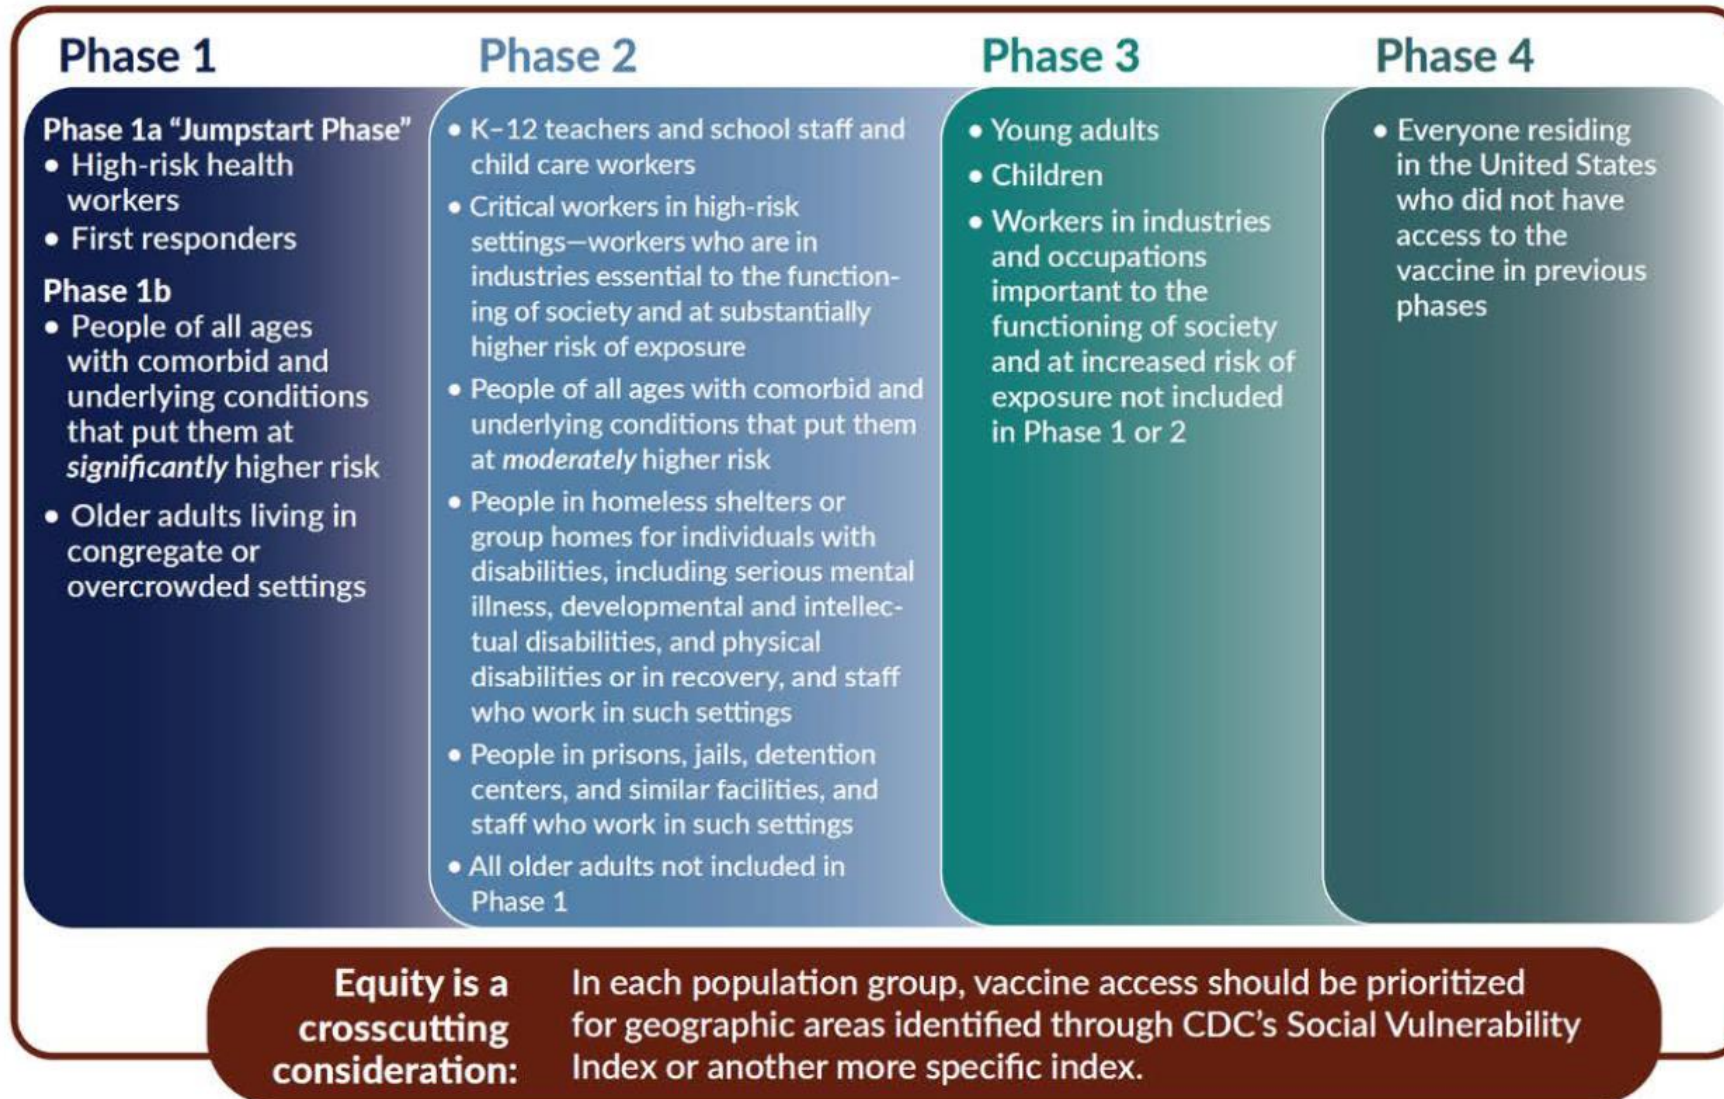 Phase 1
Phase 1a “Jumpstart Phase”
• High-risk health
workers
• First responders
Phase 1b
• People of all ages
with comorbid and
underlying conditions
that put them at
significantly higher risk
• Older adults living in
congregate or
overcrowded settings
Phase 2
• K–12 teachers and school staff and
child care workers
• Critical workers in high-risk
settings—workers who are in
industries essential to the function-
ing of society and at substantially
higher risk of exposure
• People of all ages with comorbid and
underlying conditions that put them
at moderately higher risk
• People in homeless shelters or
group homes for individuals with
disabilities, including serious mental
illness, developmental and intellec-
tual disabilities, and physical
disabilities or in recovery, and staff
who work in such settings
• People in prisons, jails, detention
centers, and similar facilities, and
staff who work in such settings
• All older adults not included in
Phase 1
Phase 3
• Young adults
• Children
• Workers in industries
and occupations
important to the
functioning of society
and at increased risk of
exposure not included
in Phase 1 or 2
Phase 4
• Everyone residing
in the United States
who did not have
access to the
vaccine in previous
phases
Equity is a
crosscutting
consideration:
In each population group, vaccine access should be prioritized
for geographic areas identified through CDC’s Social Vulnerability
Index or another more specific index.